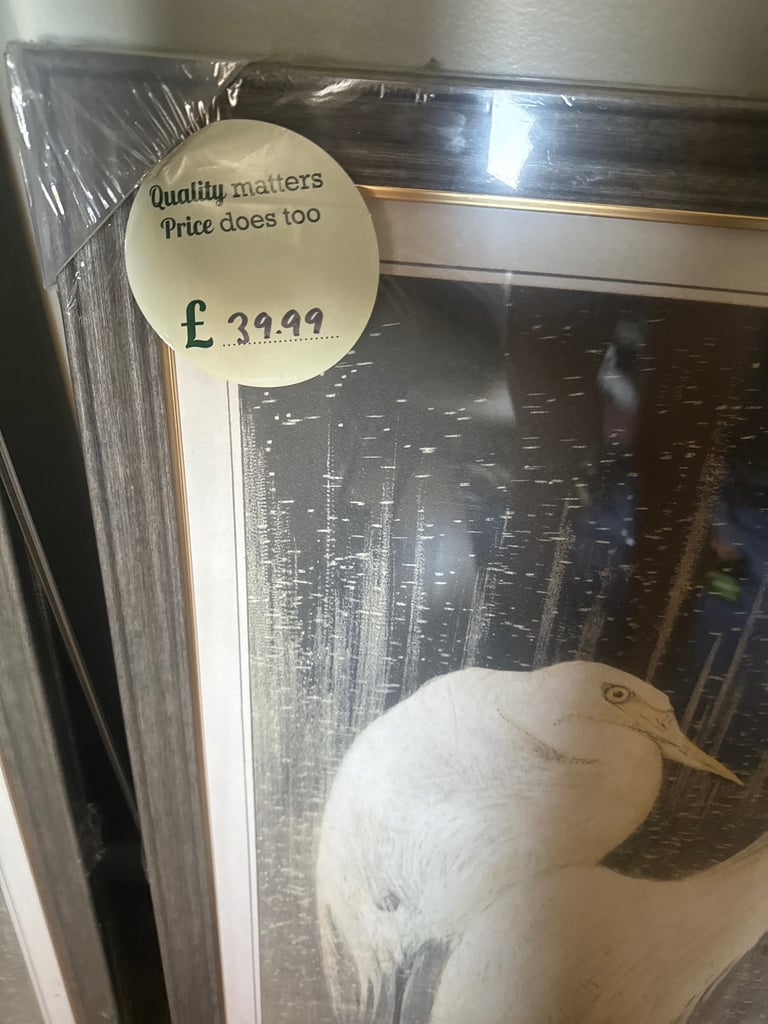 Quality matters
Price does too
£ 39.99